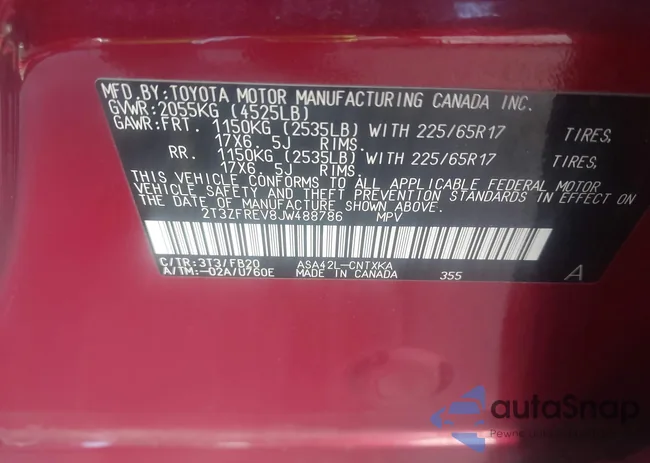 MFD.BY:TOYOTA MOTOR MANUFACTURING CANADA INC.
GVWR:2055KG (4525LB)
GAWR:FRT. 1150KG (2535LB) WITH 225/65R17 TIRES,
17X6. 5J RIMS.
RR. 1150KG (2535LB) WITH 225/65R17 TIRES,
17X6. 5J RIMS.
THIS VEHICLE CONFORMS TO ALL APPLICABLE FEDERAL MOTOR
VEHICLE SAFETY AND THEFT PREVENTION STANDARDS IN EFFECT ON
THE DATE OF MANUFACTURE SHOWN ABOVE.
2T3ZFREV8JW488786 MPV
C/TR:3T3/FB20 ASA42L-CNTXKA
A/TM:-02A/U760E MADE IN CANADA 355 A
autoSnap